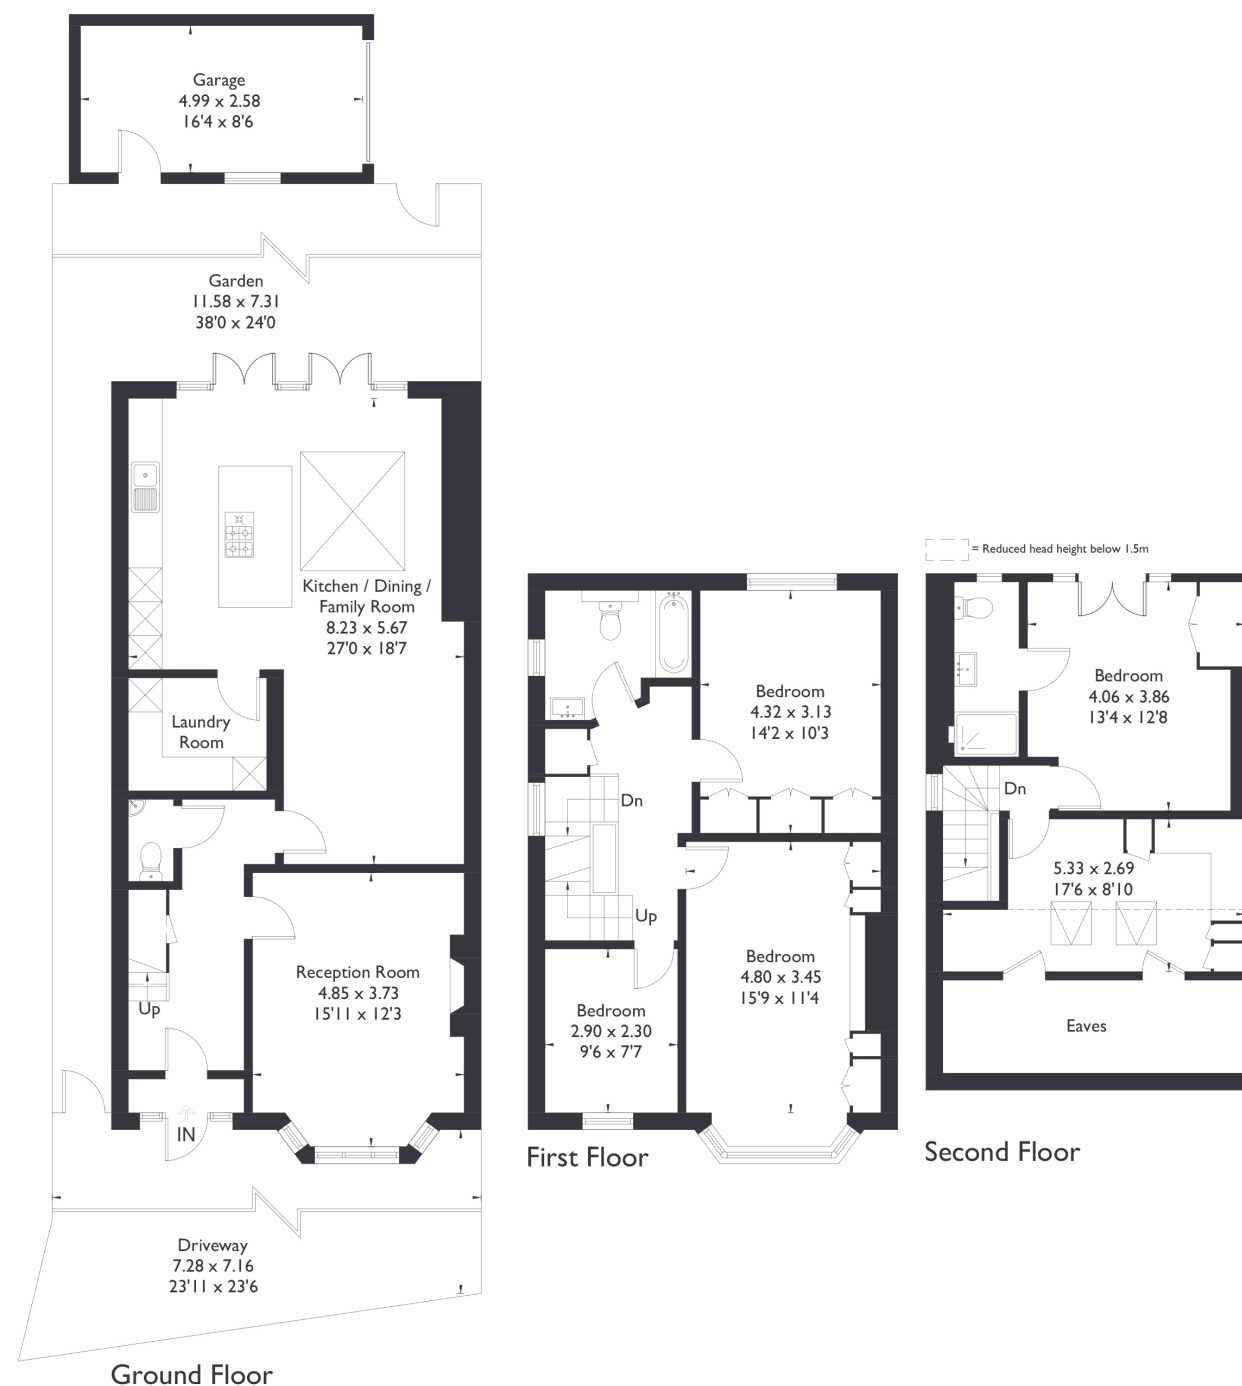 Garage
4.99 x 2.58
16'4 x 8'6
Garden
11.58 x 7.31
38'0 x 24'0
Kitchen / Dining /
Family Room
8.23 x 5.67
27'0 x 18'7
Laundry
Room
Up
Reception Room
4.85 x 3.73
15'11 x 12'3
IN
Driveway
7.28 x 7.16
23'11 x 23'6
Ground Floor
Bedroom
4.32 x 3.13
14'2 x 10'3
Dn
Up
Bedroom
4.80 x 3.45
15'9 x 11'4
Bedroom
2.90 x 2.30
9'6 x 7'7
First Floor
= Reduced head height below 1.5m
Bedroom
4.06 x 3.86
13'4 x 12'8
Dn
5.33 x 2.69
17'6 x 8'10
Eaves
Second Floor